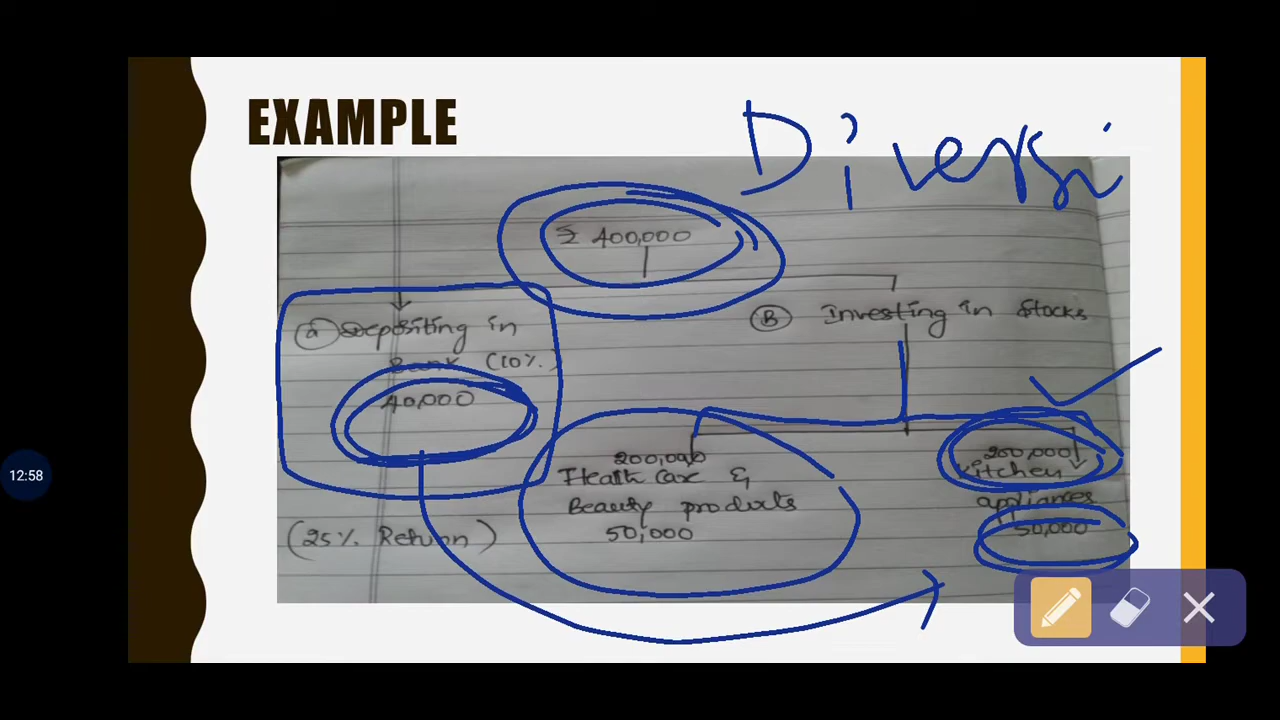 EXAMPLE
Diversi
₹ 400,000
(a) Depositing in
Bank (10%)
40,000
(B) Investing in Stocks
200,000
Health Care &
Beauty products
50,000
200,000
kitchen
appliances
50,000
(25% Return)
12:58